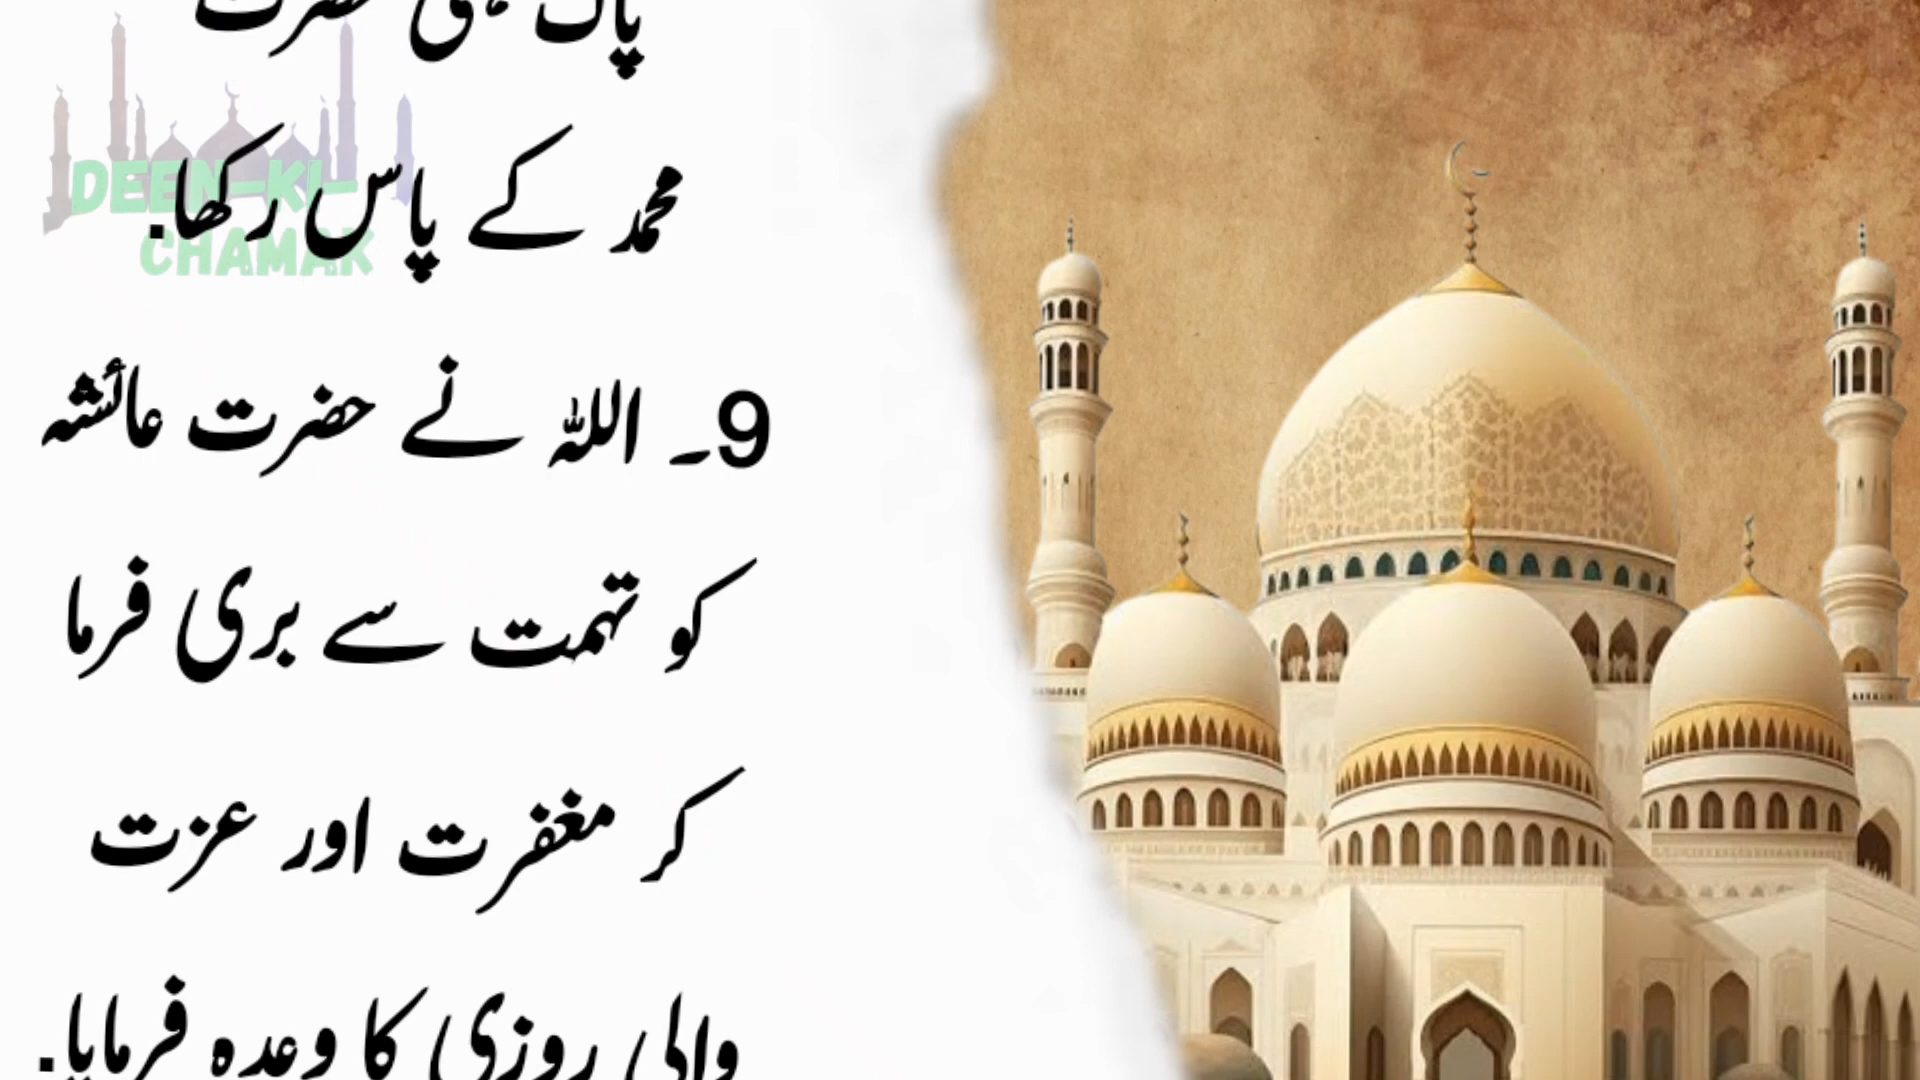 پاک یعنی حضرت
محمد کے پاس رکھا.
9۔ اللہ نے حضرت عائشہ
کو تہمت سے بری فرما
کر مغفرت اور عزت
والی روزی کا وعدہ فرمایا.
DEEN-KI-
CHAMAK